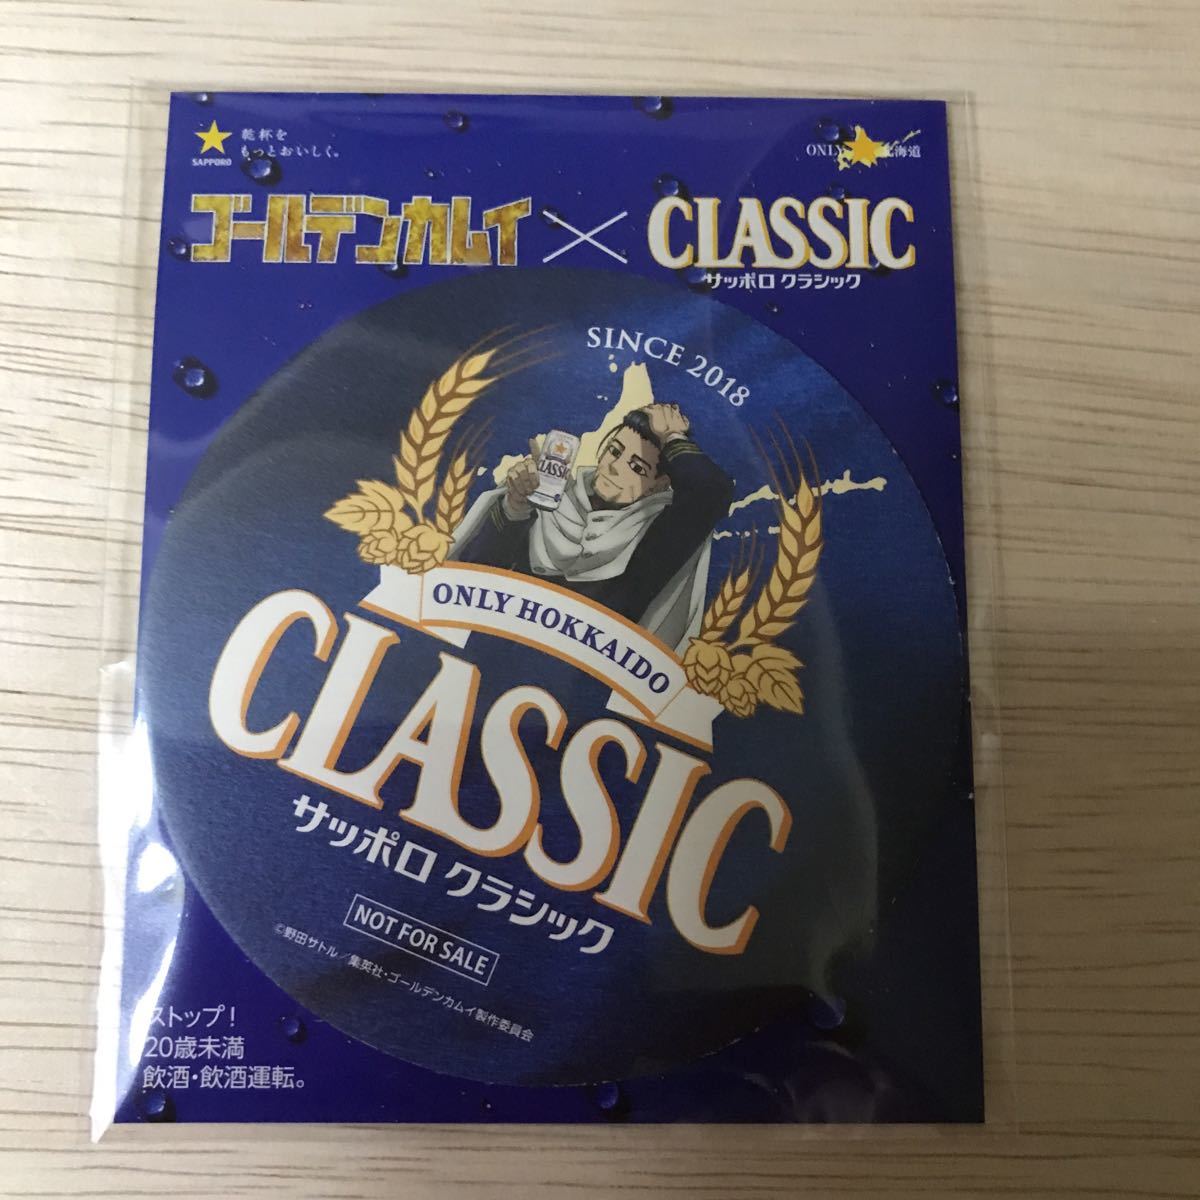 SAPPORO
乾杯を
もっとおいしく。
ONLY 北海道
ゴールデンカムイ × CLASSIC
サッポロ クラシック
SINCE 2018
CLASSIC
ONLY HOKKAIDO
CLASSIC
サッポロ クラシック
NOT FOR SALE
©野田サトル/集英社・ゴールデンカムイ製作委員会
ストップ!
20歳未満
飲酒・飲酒運転。